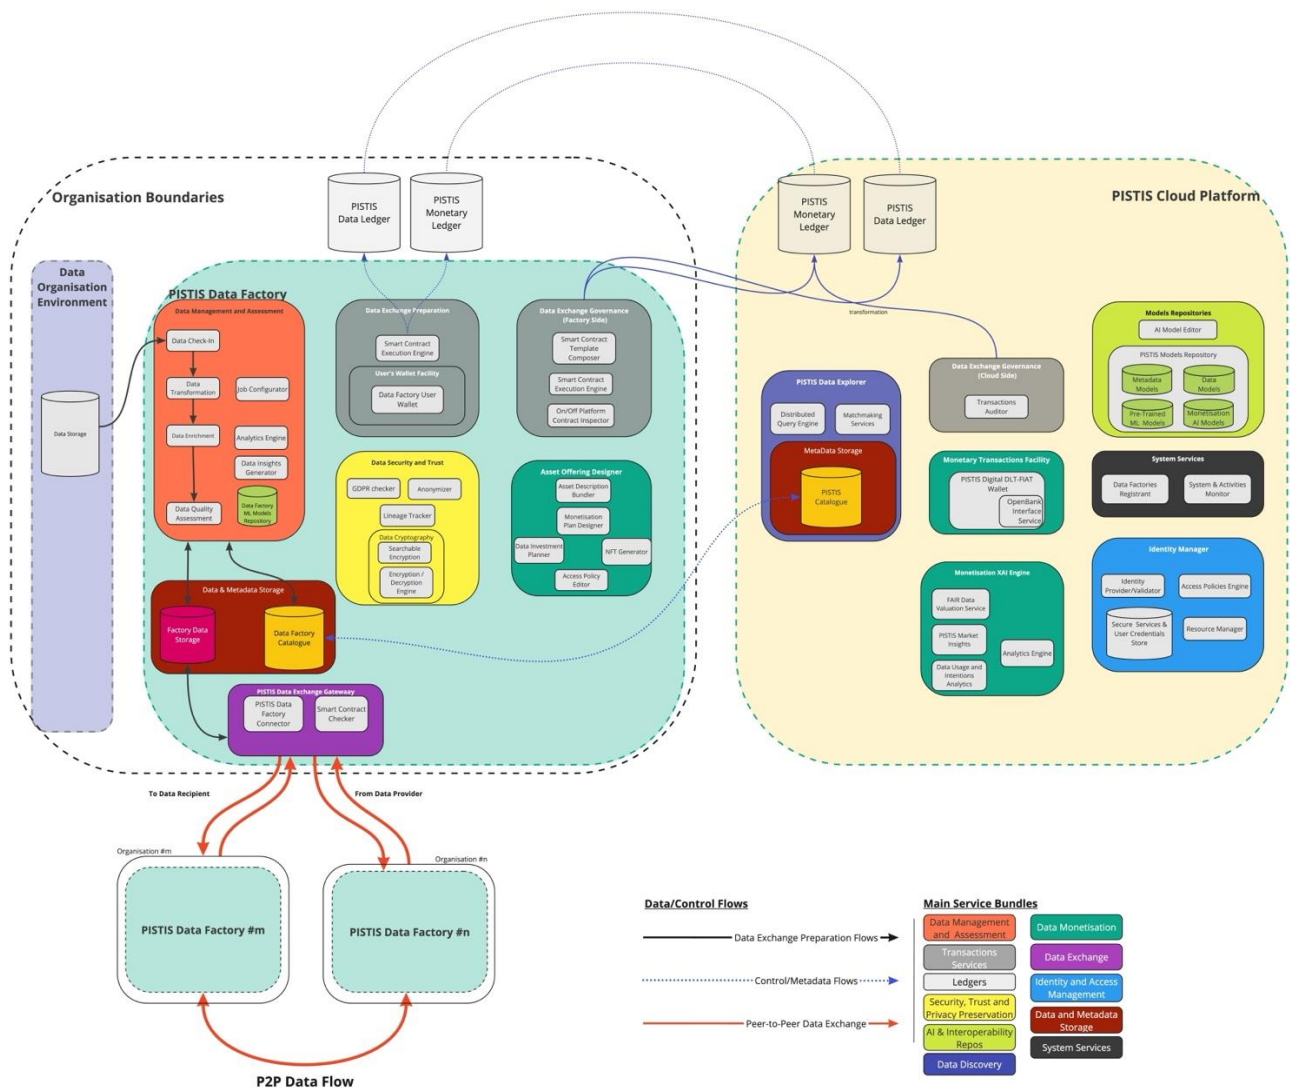 Organisation Boundaries
PISTIS
Data Ledger
PISTIS
Monetary
Ledger
PISTIS
Monetary
Ledger
PISTIS
Data Ledger
PISTIS Cloud Platform
Data
Organisation
Environment
Data Storage
PISTIS Data Factory
Data Management and Assessment
Data Check-In
Data
Transformation
Job Configurator
Data Enrichment
Analytics Engine
Data Insights
Generator
Data Quality
Assessment
Data Factory
ML Models
Repository
Data Exchange Preparation
Smart Contract
Execution Engine
User's Wallet Facility
Data Factory User
Wallet
Data Exchange Governance
(Factory Side)
Smart Contract
Template
Composer
Smart Contract
Execution Engine
On/Off Platform
Contract Inspector
Data Security and Trust
GDPR checker
Anonymizer
Lineage Tracker
Data Cryptography
Searchable
Encryption
Encryption /
Decryption
Engine
Asset Offering Designer
Asset Description
Bundler
Monetisation
Plan Designer
Data Investment
Planner
NFT Generator
Access Policy
Editor
Data & Metadata Storage
Factory Data
Storage
Data Factory
Catalogue
PISTIS Data Exchange Gatewaay
PISTIS Data
Factory
Connector
Smart Contract
Checker
transformation
PISTIS Data Explorer
Distributed
Query Engine
Matchmaking
Services
MetaData Storage
PISTIS
Catalogue
Data Exchange Governance
(Cloud Side)
Transactions
Auditor
Monetary Transactions Facility
PISTIS Digital DLT-FIAT
Wallet
OpenBank
Interface
Service
Monetisation XAI Engine
FAIR Data
Valuation Service
PISTIS Market
Insights
Data Usage and
Intentions
Analytics
Analytics Engine
Models Repositories
AI Model Editor
PISTIS Models Repository
Metadata
Models
Data
Models
Pre-Trained
ML Models
Monetisation
AI Models
System Services
Data Factories
Registrant
System & Activities
Monitor
Identity Manager
Identity
Provider/Validator
Access Policies Engine
Secure Services &
User Credentials
Store
Resource Manager
To Data Recipient
From Data Provider
Organisation #m
PISTIS Data Factory #m
Organisation #n
PISTIS Data Factory #n
P2P Data Flow
Data/Control Flows
Data Exchange Preparation Flows
Control/Metadata Flows
Peer-to-Peer Data Exchange
Main Service Bundles
Data Management
and Assessment
Transactions
Services
Ledgers
Security, Trust and
Privacy Preservation
AI & Interoperability
Repos
Data Discovery
Data Monetisation
Data Exchange
Identity and Access
Management
Data and Metadata
Storage
System Services